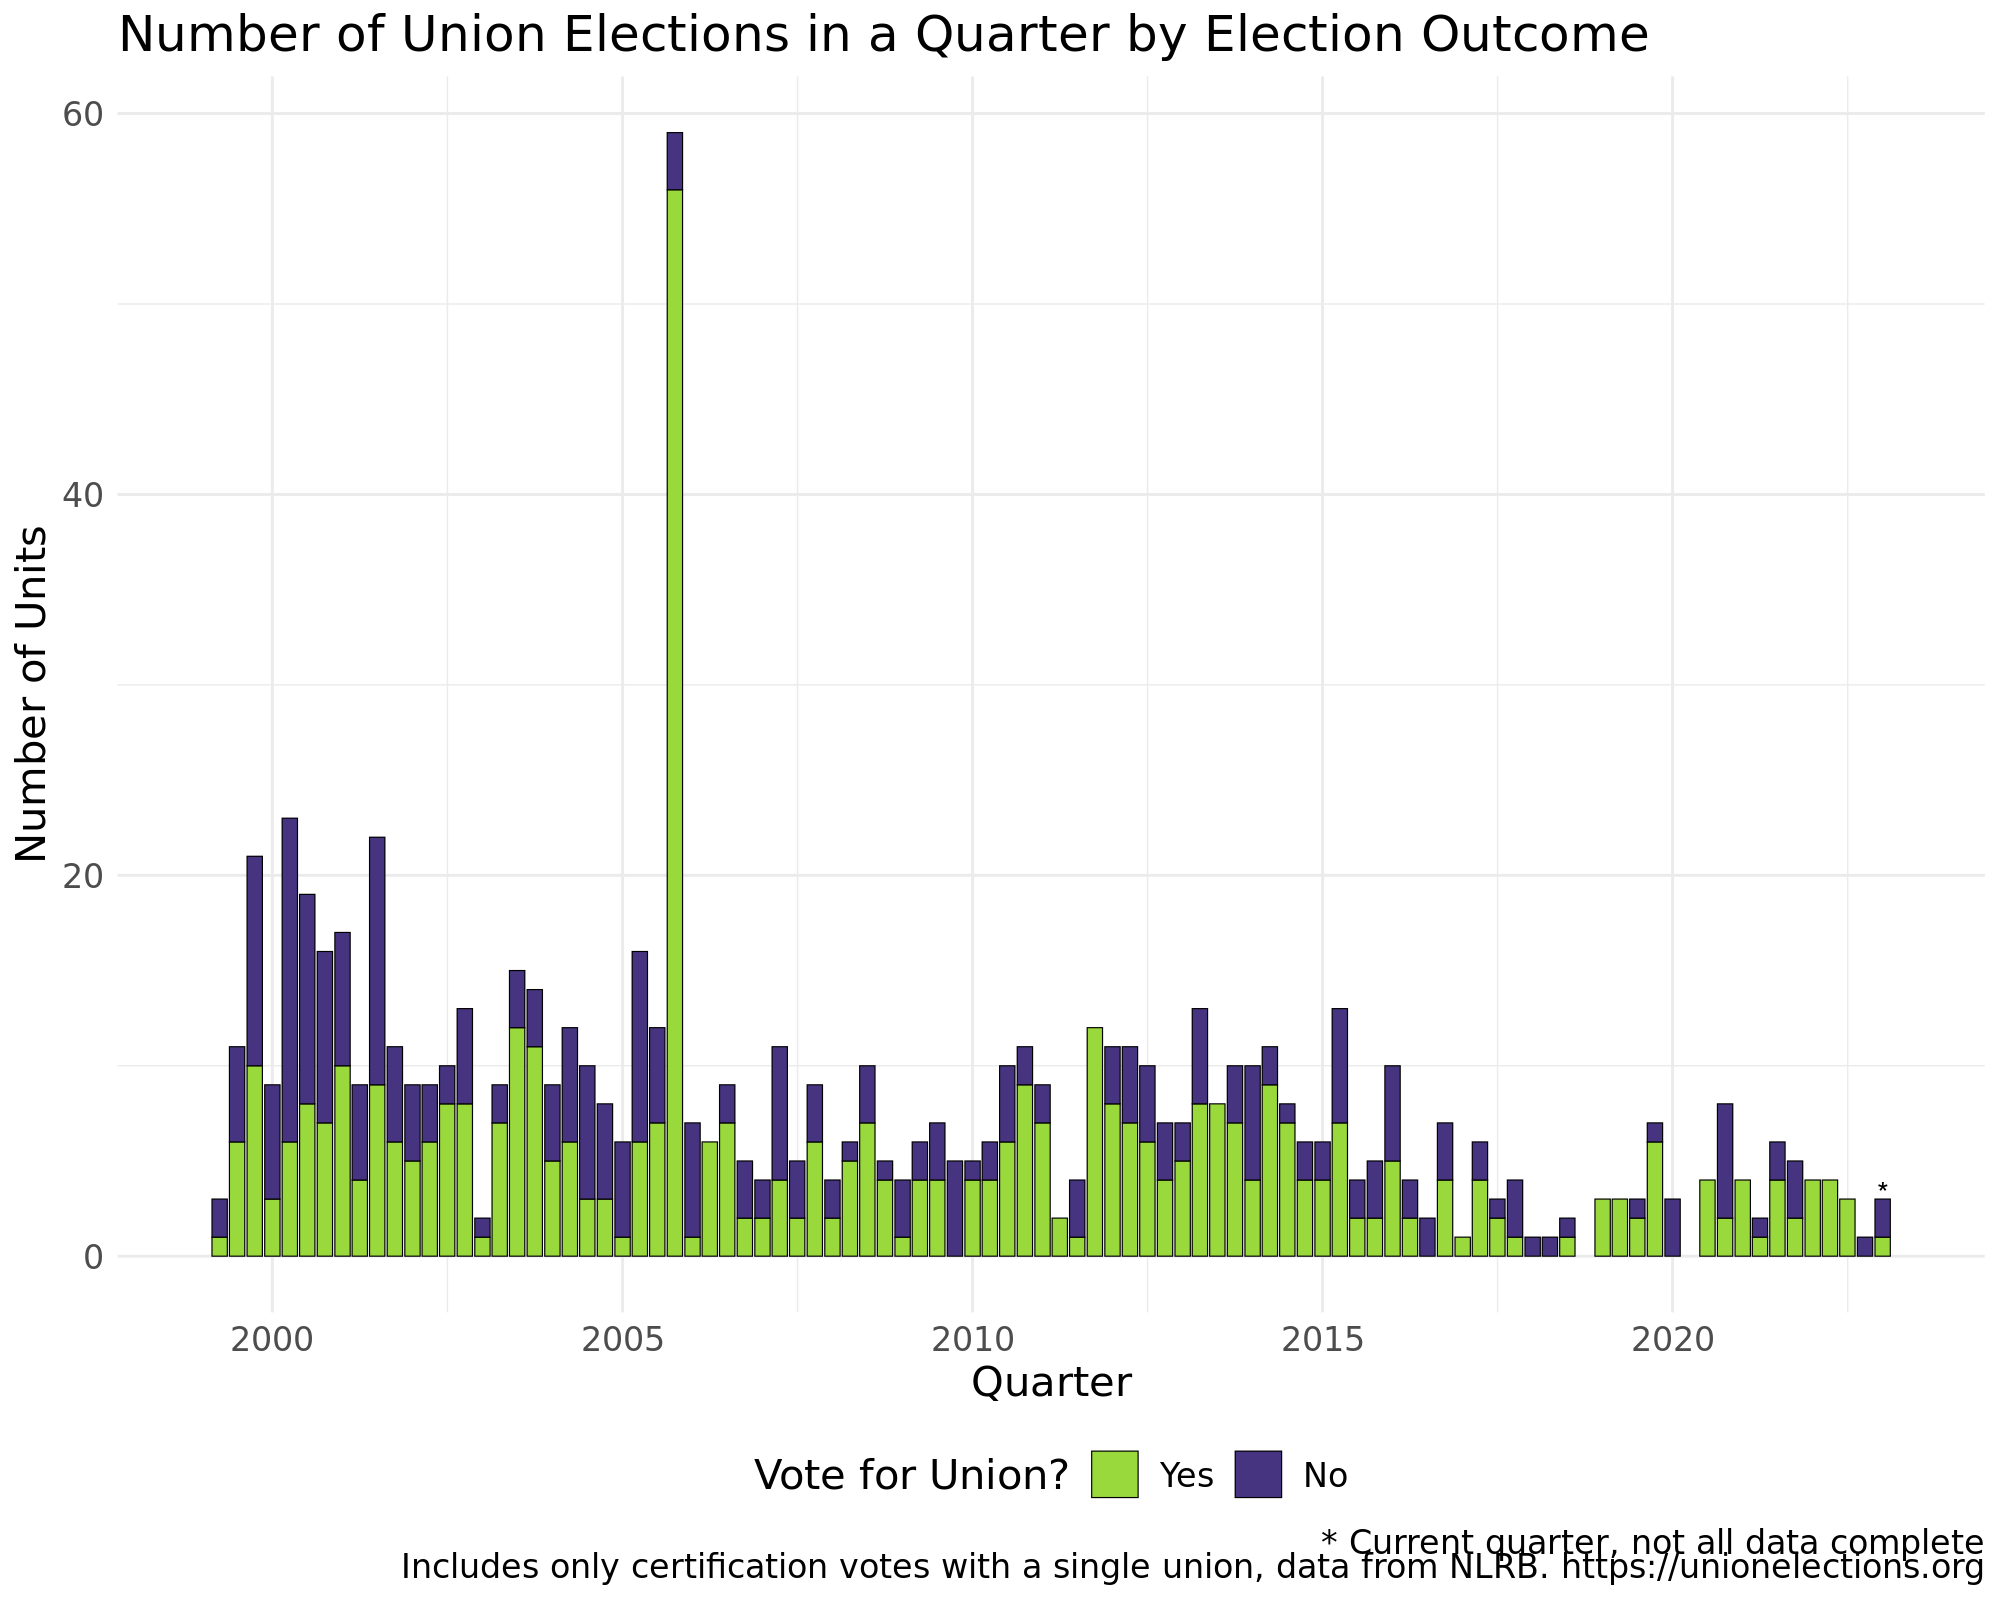 Number of Union Elections in a Quarter by Election Outcome
60
40
20
0
Number of Units
*
2000 2005 2010 2015 2020
Quarter
Vote for Union? Yes No
* Current quarter, not all data complete
Includes only certification votes with a single union, data from NLRB. https://unionelections.org